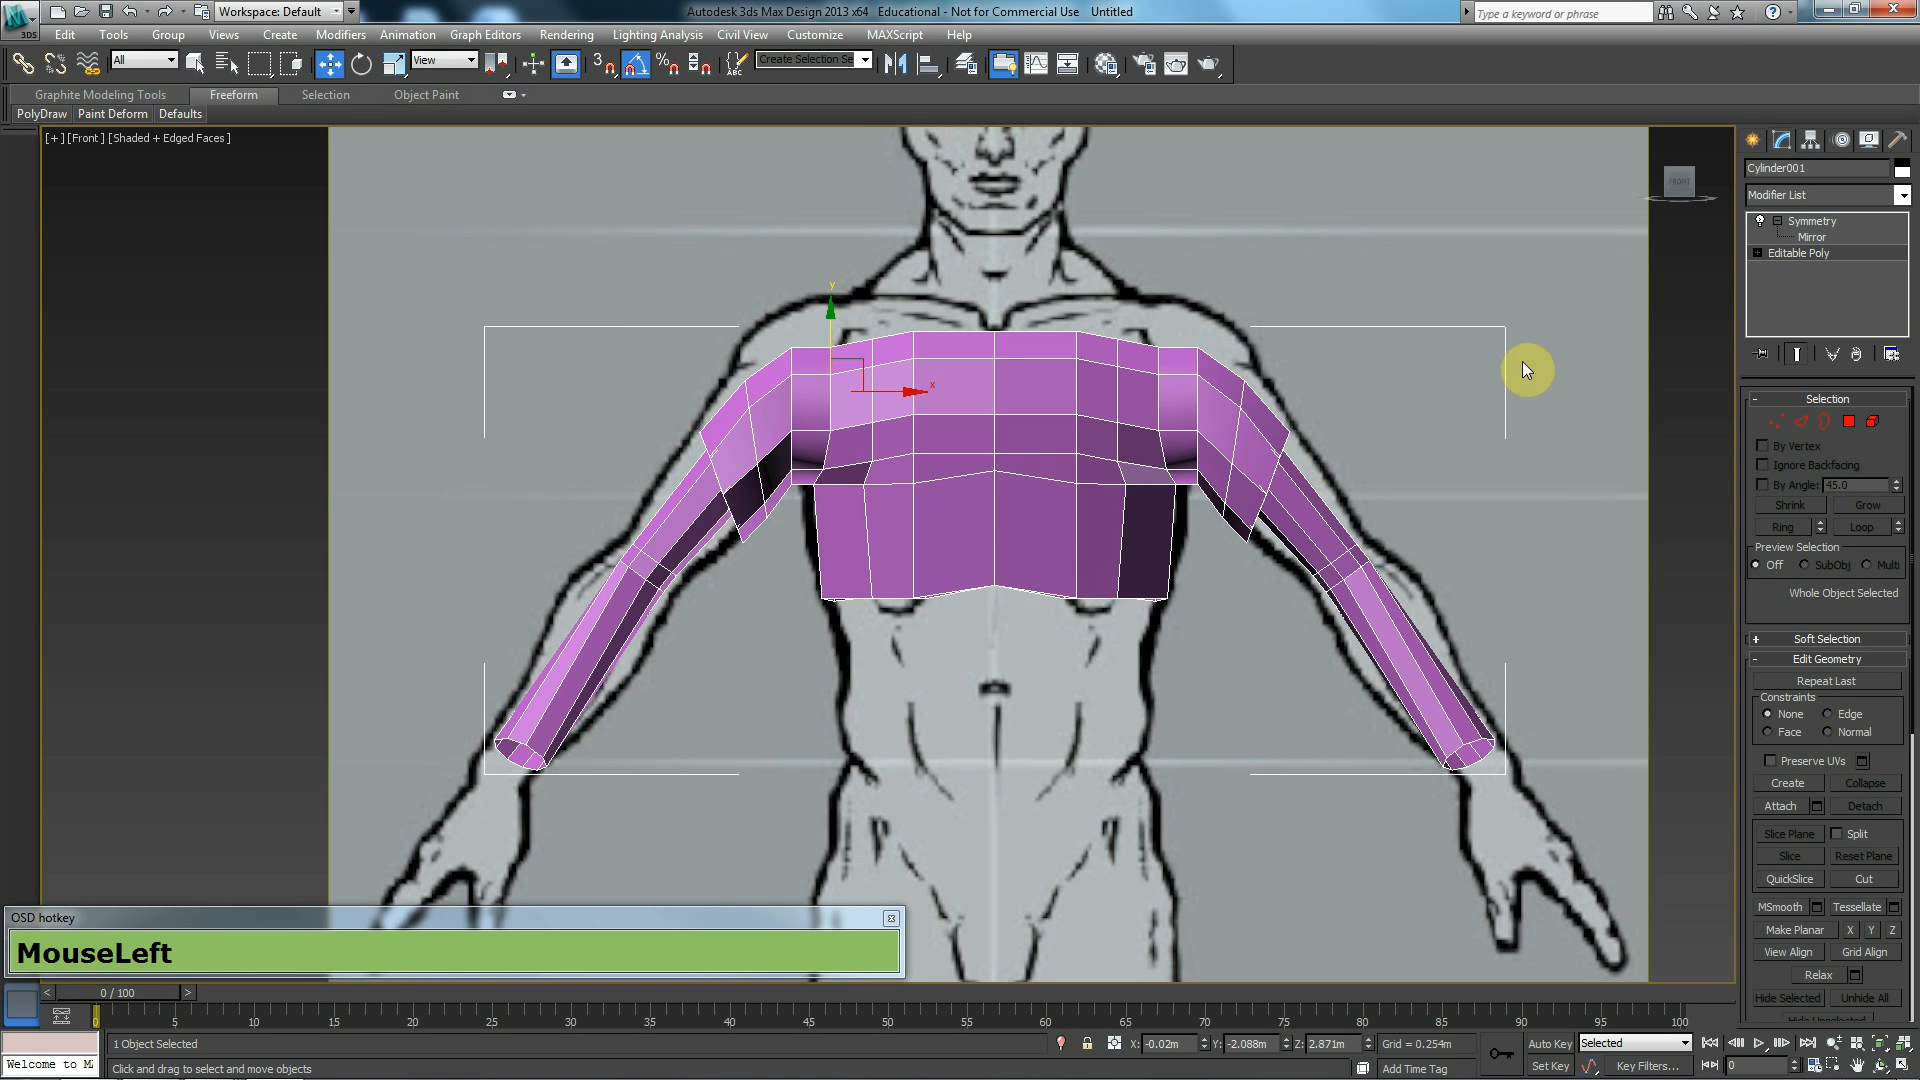 Workspace: Default
Autodesk 3ds Max Design 2013 x64 Educational - Not for Commercial Use Untitled
Type a keyword or phrase
3DS
Edit Tools Group Views Create Modifiers Animation Graph Editors Rendering Lighting Analysis Civil View Customize MAXScript Help
All View 3 ABC Create Selection Se
Graphite Modeling Tools Freeform Selection Object Paint
PolyDraw Paint Deform Defaults
[ + ] [Front ] [Shaded + Edged Faces ]
FRONT
y
x
Cylinder001
Modifier List
Symmetry
Mirror
Editable Poly
- Selection
By Vertex
Ignore Backfacing
By Angle: 45.0
Shrink Grow
Ring Loop
Preview Selection
Off SubObj Multi
Whole Object Selected
+ Soft Selection
- Edit Geometry
Repeat Last
Constraints
None Edge
Face Normal
Preserve UVs
Create Collapse
Attach Detach
Slice Plane Split
Slice Reset Plane
QuickSlice Cut
MSmooth Tessellate
Make Planar X Y Z
View Align Grid Align
Relax
Hide Selected Unhide All
Hide Unselected
OSD hotkey
MouseLeft
< 0 / 100 >
0 5 10 15 20 25 30 35 40 45 50 55 60 65 70 75 80 85 90 95 100
1 Object Selected
X: -0.02m Y: -2.088m Z: 2.871m Grid = 0.254m
Auto Key Selected
Welcome to M
Click and drag to select and move objects
Add Time Tag
Set Key Key Filters... 0